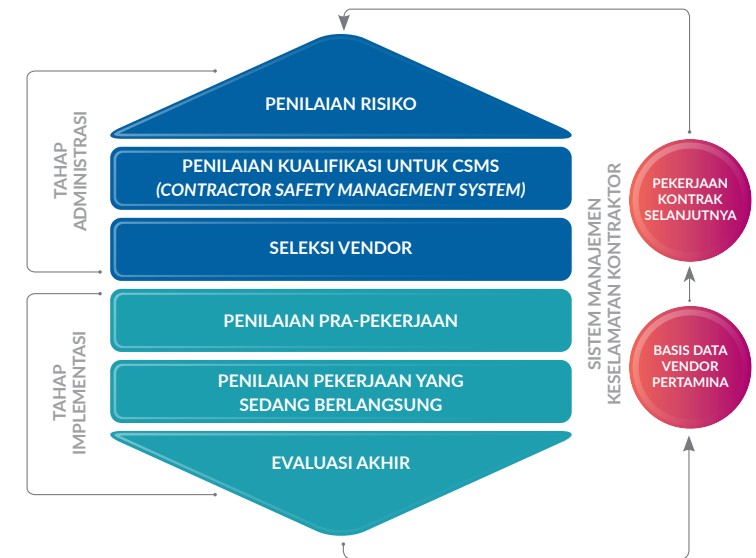 TAHAP
ADMINISTRASI
PENILAIAN RISIKO
PENILAIAN KUALIFIKASI UNTUK CSMS
(CONTRACTOR SAFETY MANAGEMENT SYSTEM)
SELEKSI VENDOR
TAHAP
IMPLEMENTASI
PENILAIAN PRA-PEKERJAAN
PENILAIAN PEKERJAAN YANG
SEDANG BERLANGSUNG
EVALUASI AKHIR
SISTEM MANAJEMEN
KESELAMATAN KONTRAKTOR
PEKERJAAN
KONTRAK
SELANJUTNYA
BASIS DATA
VENDOR
PERTAMINA